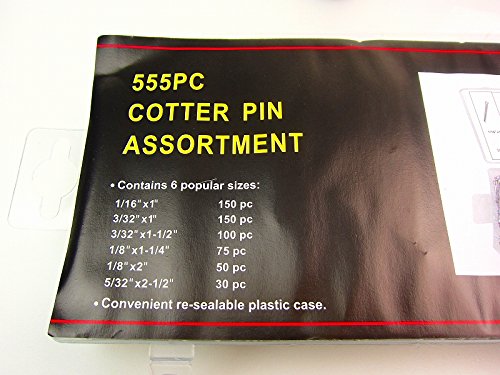 555PC
COTTER PIN
ASSORTMENT
• Contains 6 popular sizes:
1/16"x1" 150 pc
3/32"x1" 150 pc
3/32"x1-1/2" 100 pc
1/8"x1-1/4" 75 pc
1/8"x2" 50 pc
5/32"x2-1/2" 30 pc
• Convenient re-sealable plastic case.